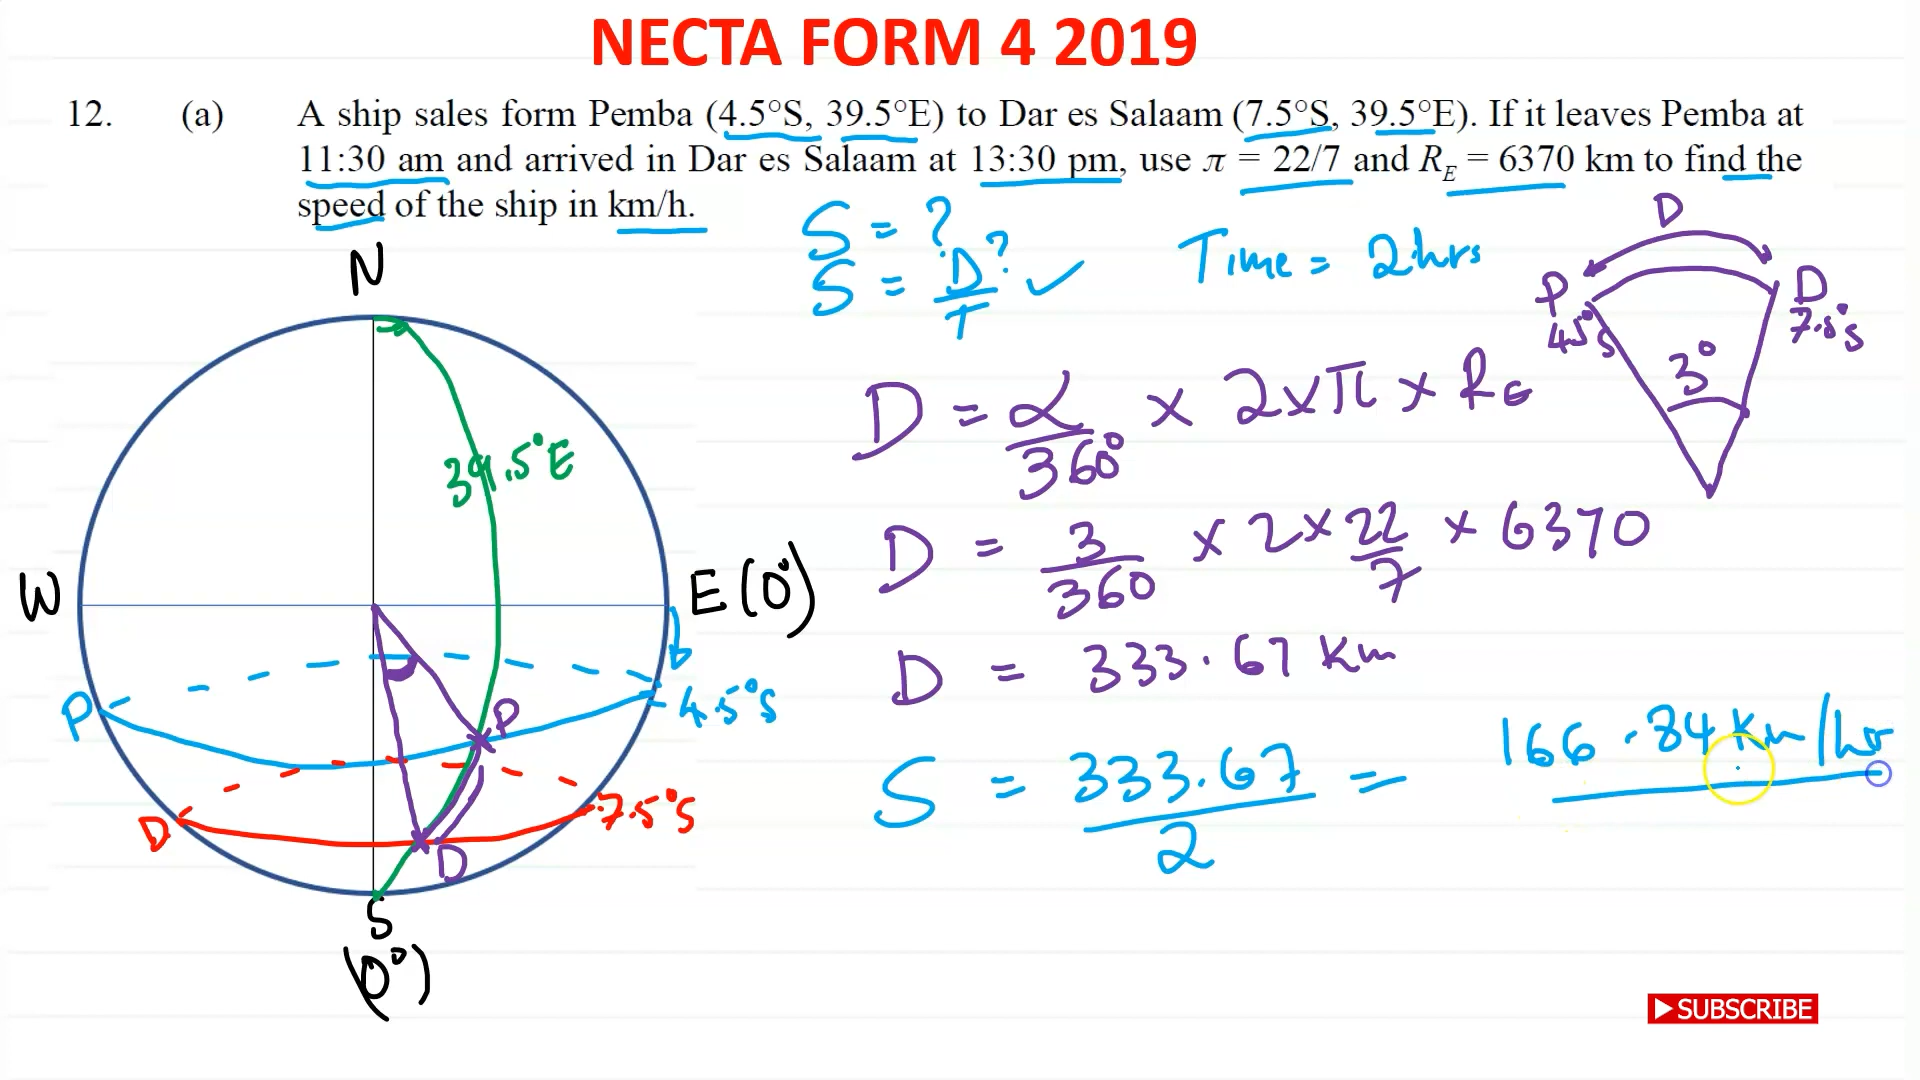 NECTA FORM 4 2019
12. (a) A ship sales form Pemba (4.5°S, 39.5°E) to Dar es Salaam (7.5°S, 39.5°E). If it leaves Pemba at
11:30 am and arrived in Dar es Salaam at 13:30 pm, use π = 22/7 and R_E = 6370 km to find the
speed of the ship in km/h.
S = ?
S = D?/T ✓
Time = 2hrs
D
P
4.5°S
D
7.5°S
3°
N
39.5°E
W
E (0°)
P
P
4.5°S
D
D
7.5°S
S
(0°)
D = α/360° × 2×π × RE
D = 3/360 × 2 × 22/7 × 6370
D = 333.67 Km
S = 333.67/2 = 166.84 Km/hr
SUBSCRIBE